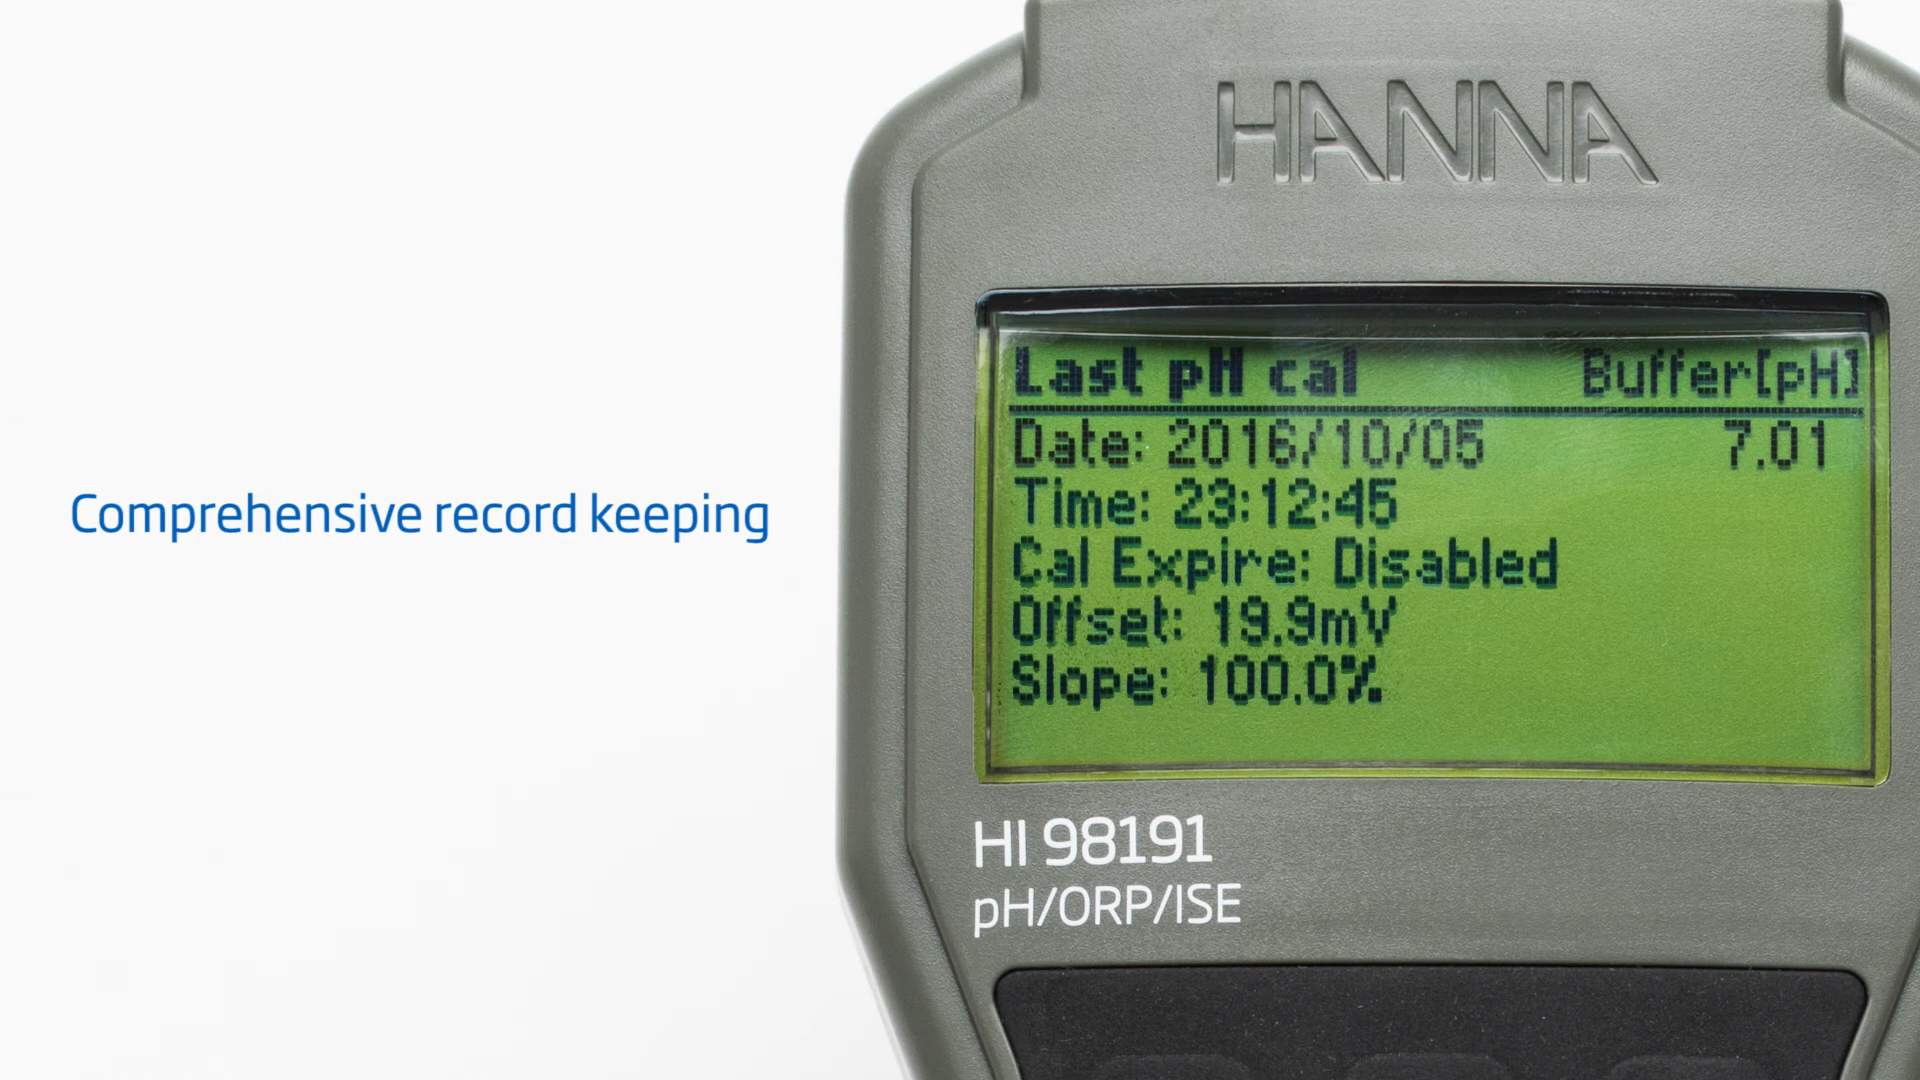 Comprehensive record keeping
HANNA
Last pH cal Buffer[pH]
Date: 2016/10/05 7.01
Time: 23:12:45
Cal Expire: Disabled
Offset: 19.9mV
Slope: 100.0%
HI 98191
pH/ORP/ISE